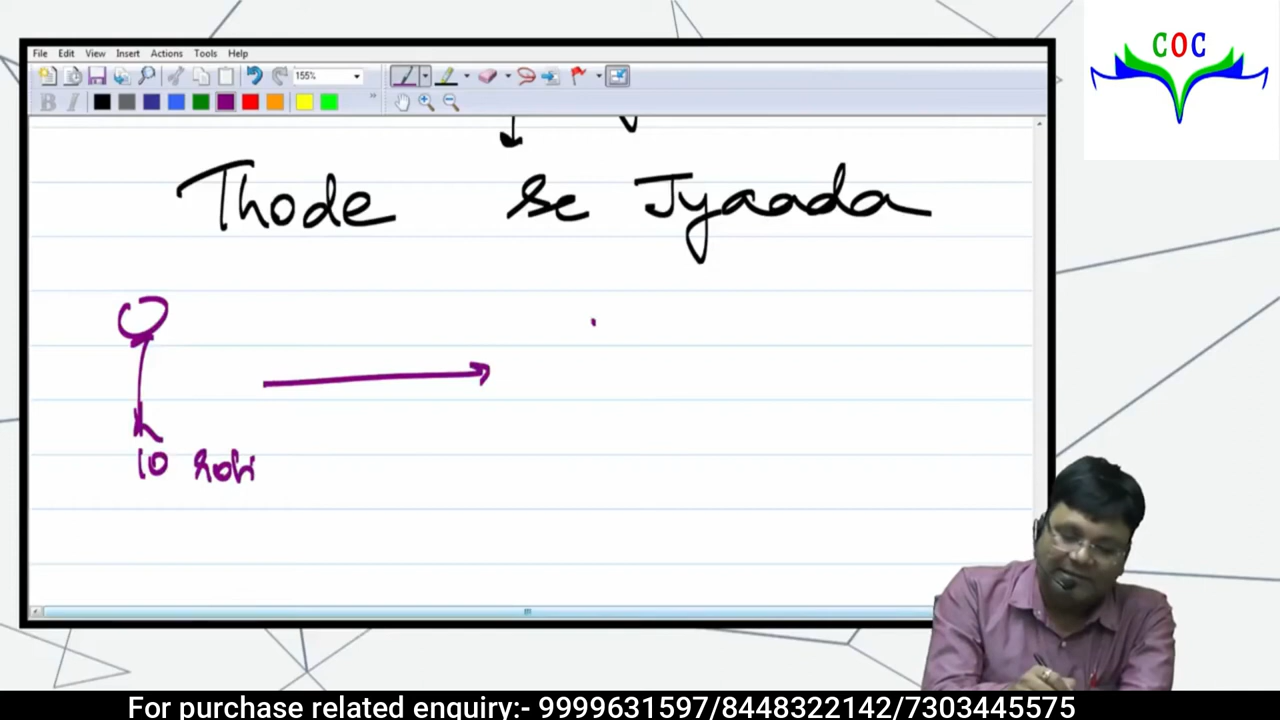 COC
File Edit View Insert Actions Tools Help
155%
B I
Thode se Jyaada
10 roti
For purchase related enquiry:- 9999631597/8448322142/7303445575